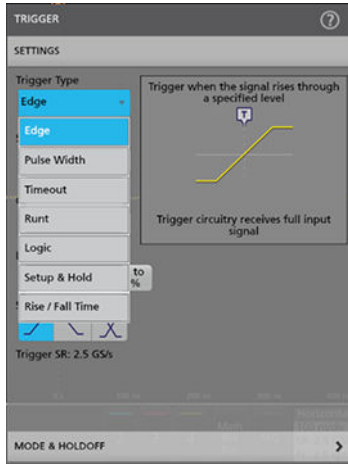 TRIGGER
?
SETTINGS
Trigger Type
Edge
Edge
Pulse Width
Timeout
Runt
Logic
Setup & Hold
Rise / Fall Time
to
%
Trigger when the signal rises through
a specified level
T
Trigger circuitry receives full input
signal
Trigger SR: 2.5 GS/s
Horizontal
Math
MODE & HOLDOFF